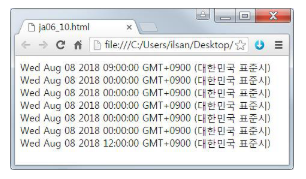 ja06_10.html
file:///C:/Users/ilsan/Desktop/
Wed Aug 08 2018 09:00:00 GMT+0900 (대한민국 표준시)
Wed Aug 08 2018 00:00:00 GMT+0900 (대한민국 표준시)
Wed Aug 08 2018 00:00:00 GMT+0900 (대한민국 표준시)
Wed Aug 08 2018 00:00:00 GMT+0900 (대한민국 표준시)
Wed Aug 08 2018 00:00:00 GMT+0900 (대한민국 표준시)
Wed Aug 08 2018 00:00:00 GMT+0900 (대한민국 표준시)
Wed Aug 08 2018 12:00:00 GMT+0900 (대한민국 표준시)